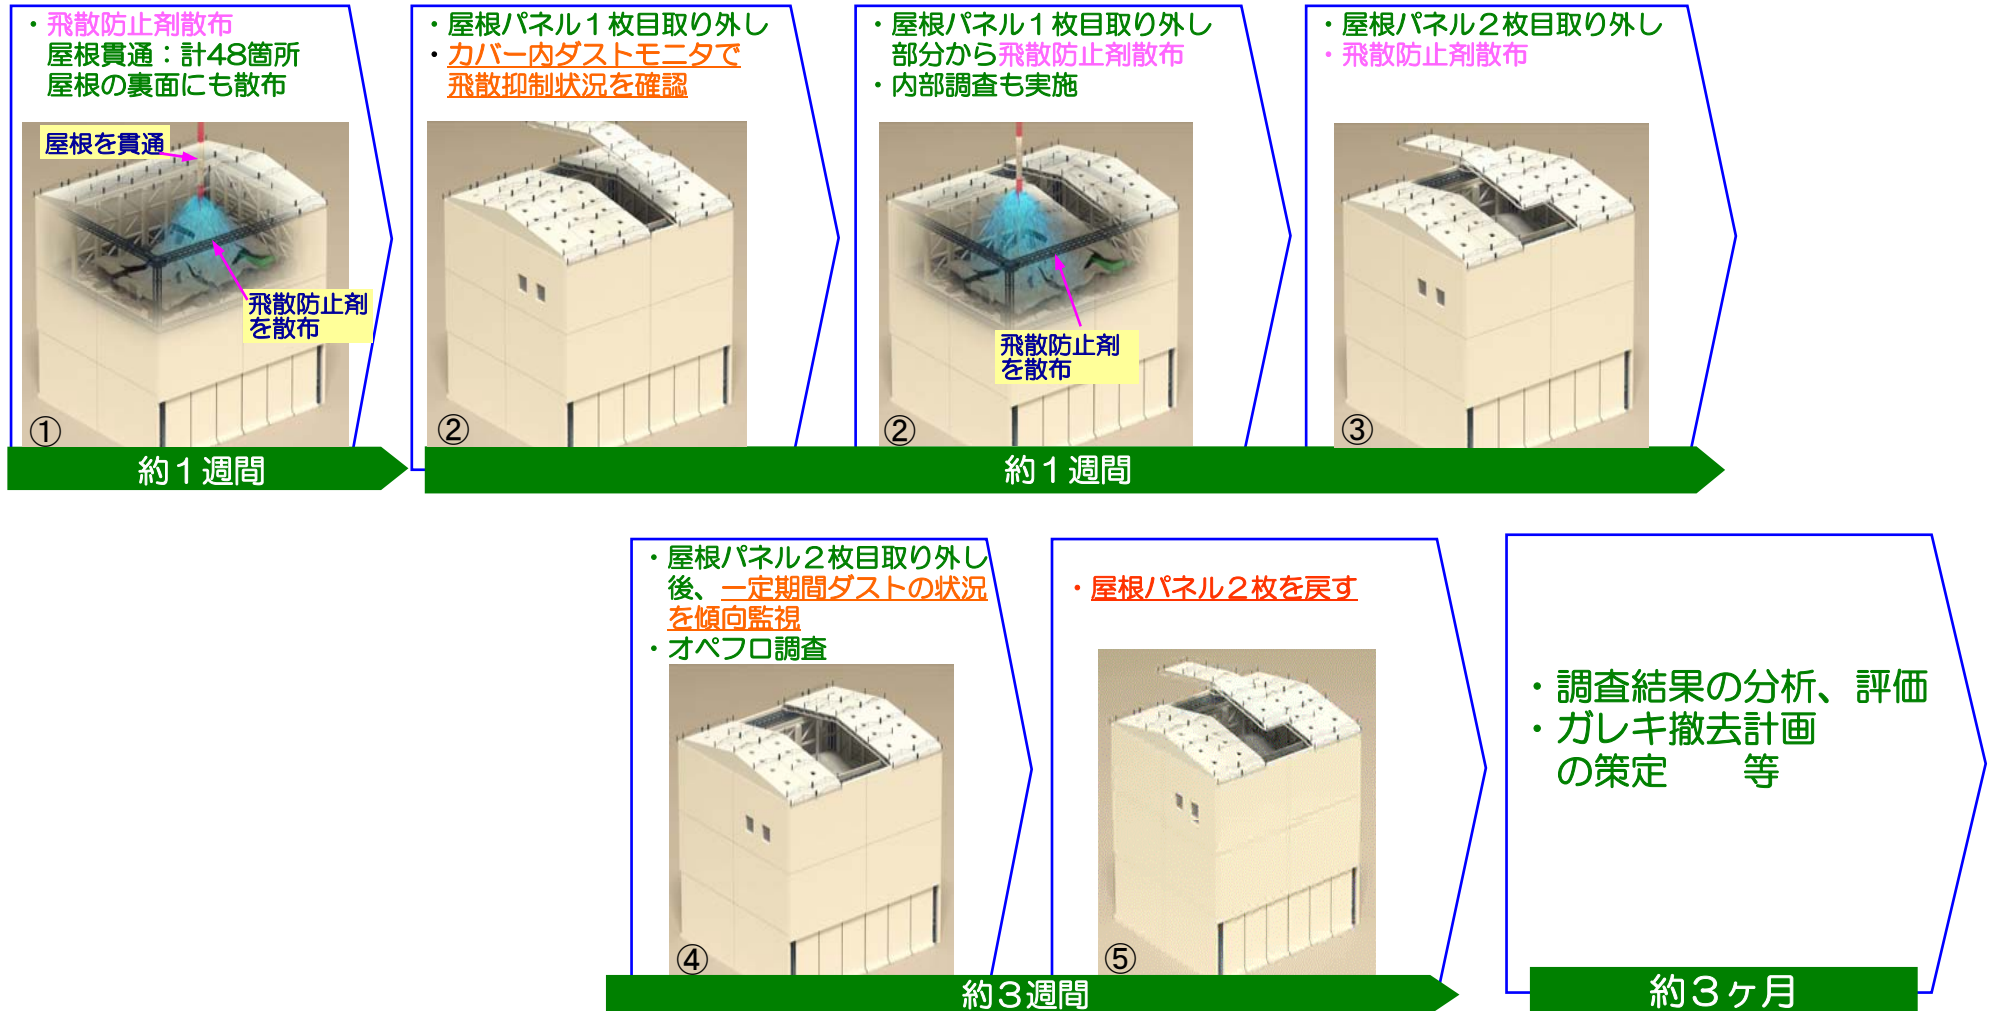 ・飛散防止剤散布
屋根貫通：計48箇所
屋根の裏面にも散布
屋根を貫通
飛散防止剤
を散布
①
・屋根パネル１枚目取り外し
・カバー内ダストモニタで
飛散抑制状況を確認
②
・屋根パネル１枚目取り外し
部分から飛散防止剤散布
・内部調査も実施
飛散防止剤
を散布
②
・屋根パネル２枚目取り外し
・飛散防止剤散布
③
約１週間
約１週間
・屋根パネル２枚目取り外し
後、一定期間ダストの状況
を傾向監視
・オペフロ調査
④
・屋根パネル２枚を戻す
⑤
・調査結果の分析、評価
・ガレキ撤去計画
の策定　　等
約３週間
約３ヶ月